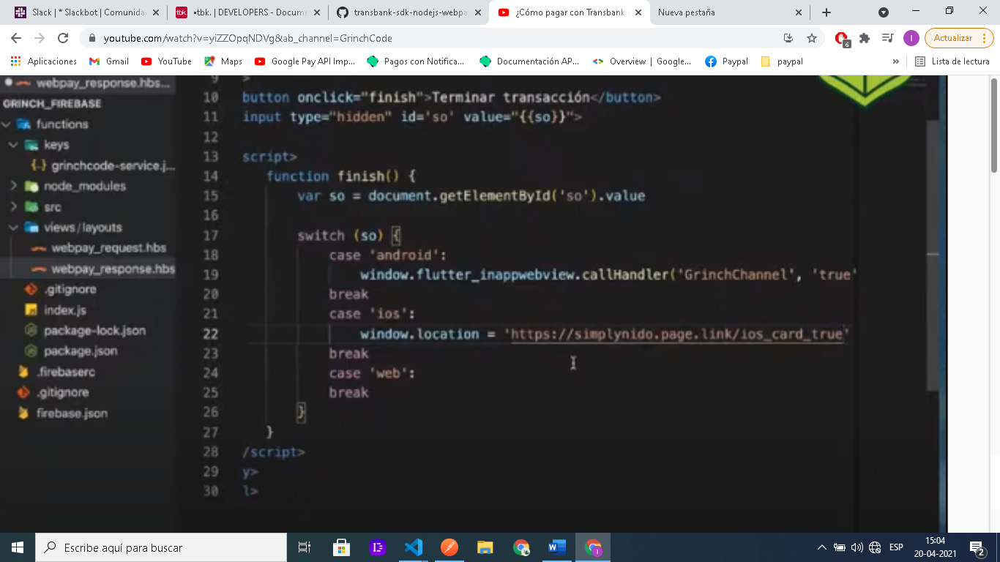 Slack | * Slackbot | Comunida
•tbk. | DEVELOPERS - Docume
transbank-sdk-nodejs-webpa
¿Cómo pagar con Transbank
Nueva pestaña
youtube.com/watch?v=yiZZOpqNDVg&ab_channel=GrinchCode
6
I
Actualizar
Aplicaciones
Gmail
YouTube
Maps
Google Pay API Imp...
Pagos con Notifica...
Documentación AP...
Overview | Google...
Paypal
paypal
»
Lista de lectura
webpay_response.hbs...
GRINCH_FIREBASE
functions
keys
grinchcode-service.j...
node_modules
src
views/layouts
webpay_request.hbs
webpay_response.hbs
.gitignore
index.js
package-lock.json
package.json
.firebaserc
.gitignore
firebase.json
9
10 button onclick="finish">Terminar transacción</button>
11 input type="hidden" id='so' value="{{so}}">
12
13 script>
14 function finish() {
15 var so = document.getElementById('so').value
16
17 switch (so) {
18 case 'android':
19 window.flutter_inappwebview.callHandler('GrinchChannel', 'true'
20 break
21 case 'ios':
22 window.location = 'https://simplynido.page.link/ios_card_true'
23 break
24 case 'web':
25 break
26 }
27 }
28 /script>
29 y>
30 l>
Escribe aquí para buscar
ESP
15:04
20-04-2021
2